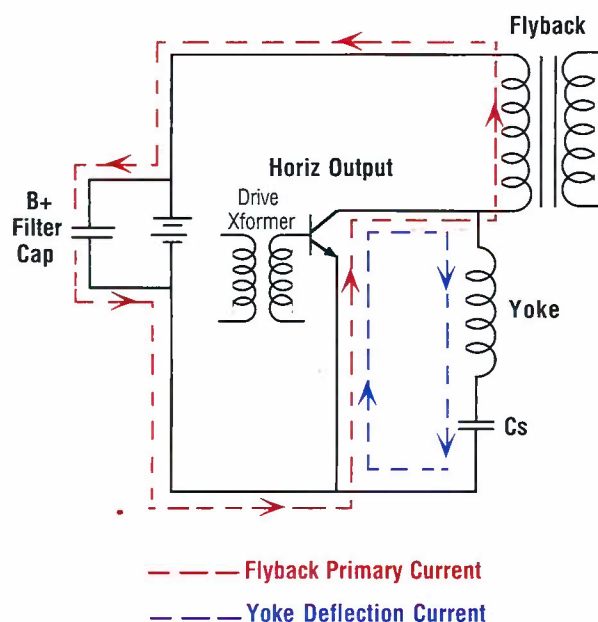 Flyback
Horiz Output
B+
Filter
Cap
Drive
Xformer
Yoke
Cs
Flyback Primary Current
Yoke Deflection Current